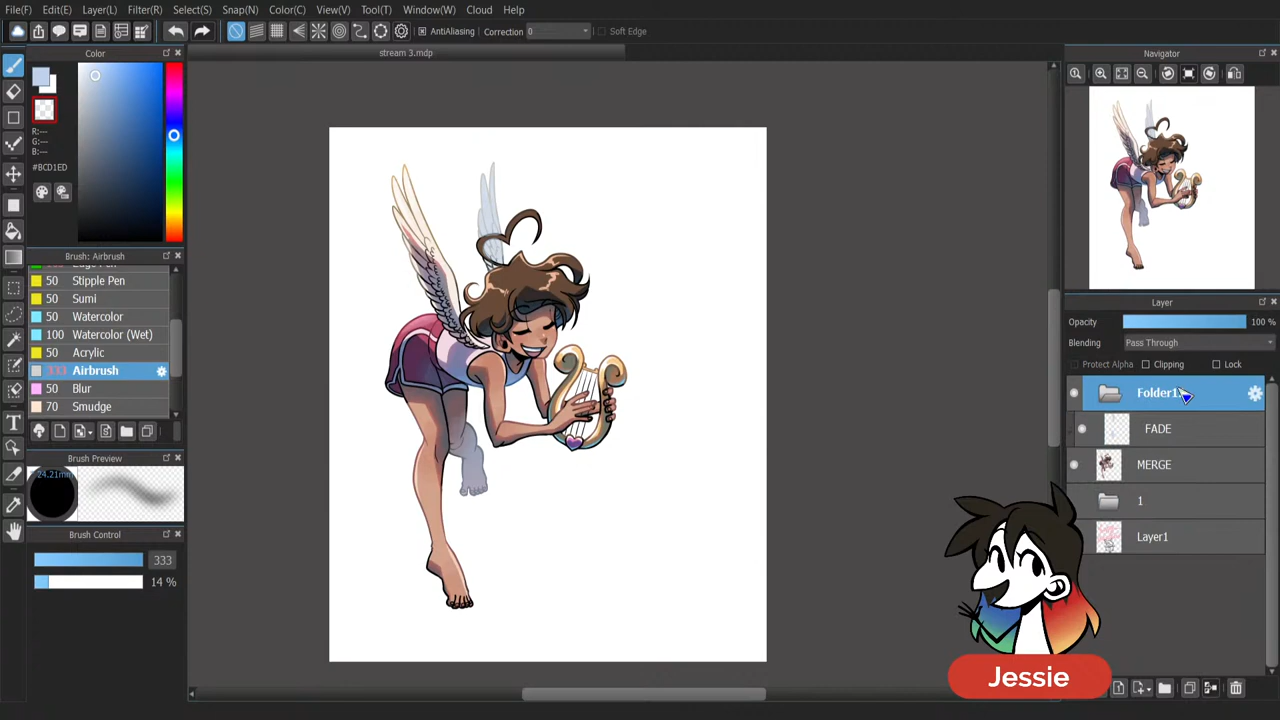 File(F) Edit(E) Layer(L) Filter(R) Select(S) Snap(N) Color(C) View(V) Tool(T) Window(W) Cloud Help
AntiAliasing Correction 0 Soft Edge
Color
stream 3.mdp
Navigator
R:---
G:---
B:---
#BCD1ED
Brush: Airbrush
50 Stipple Pen
50 Sumi
50 Watercolor
100 Watercolor (Wet)
50 Acrylic
333 Airbrush
50 Blur
70 Smudge
Brush Preview
24.21mm
Brush Control
333
14 %
Layer
Opacity 100 %
Blending Pass Through
Protect Alpha Clipping Lock
Folder1
FADE
MERGE
1
Layer1
Jessie